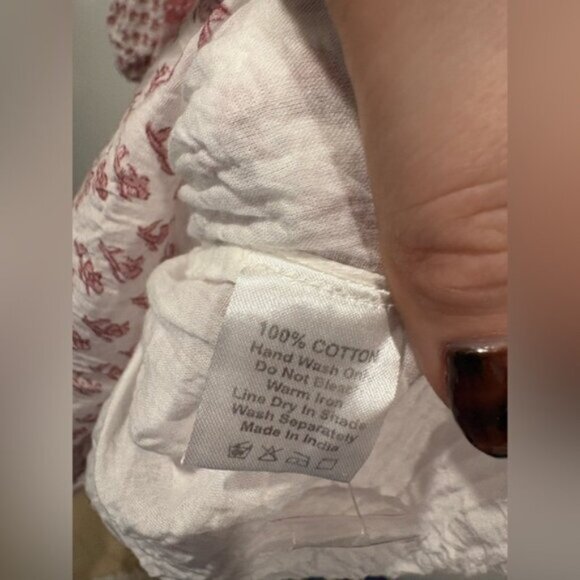 100% COTTON
Hand Wash Only
Do Not Bleach
Warm Iron
Line Dry In Shade
Wash Separately
Made In India